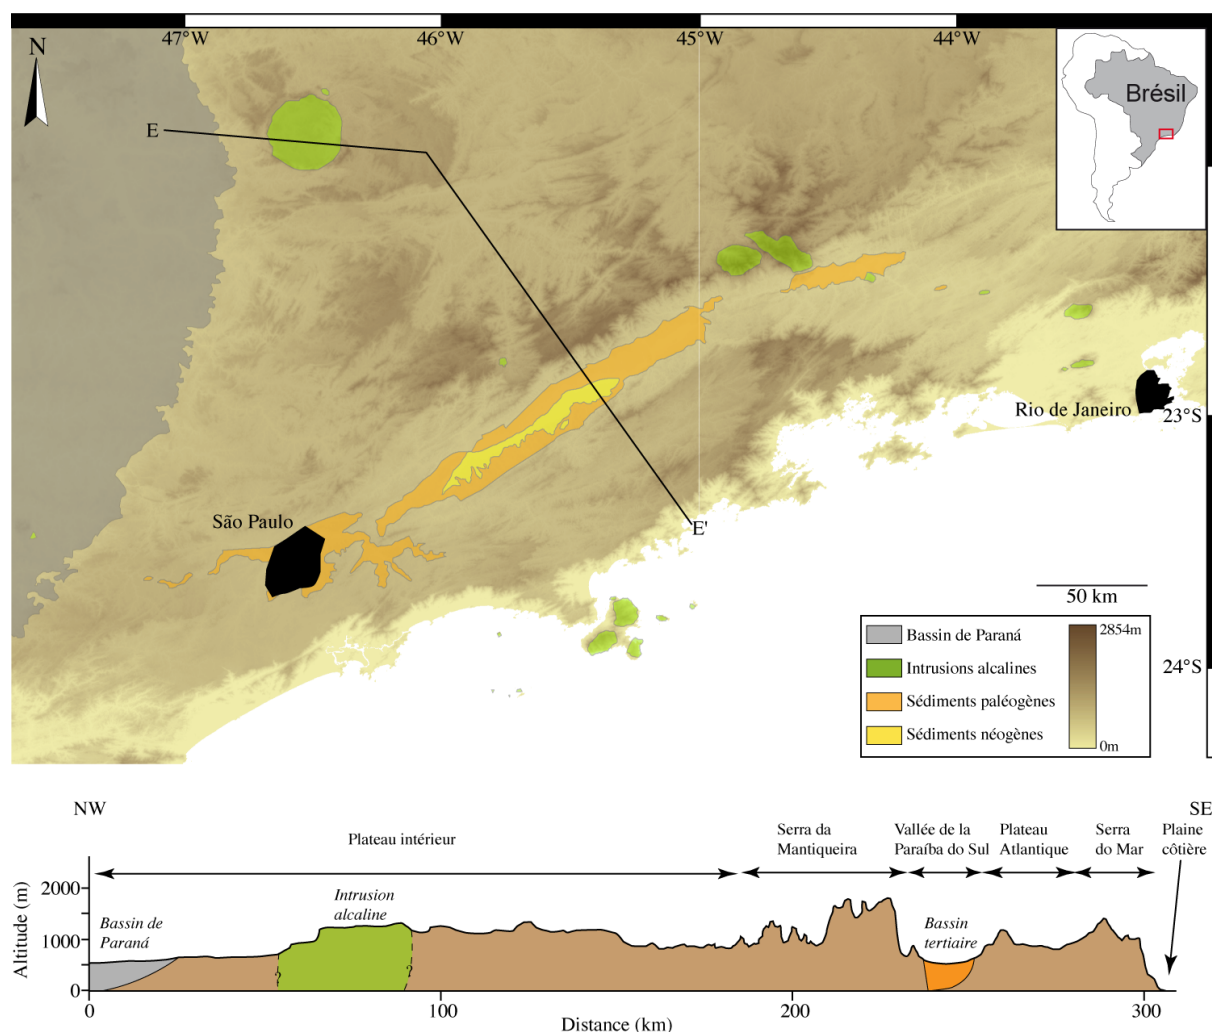 47°W
46°W
45°W
44°W
N
Brésil
E
Rio de Janeiro
23°S
São Paulo
E'
50 km
Bassin de Paraná
Intrusions alcalines
Sédiments paléogènes
Sédiments néogènes
2854m
0m
24°S
NW
SE
Plateau intérieur
Serra da
Mantiqueira
Vallée de la
Paraíba do Sul
Plateau
Atlantique
Serra
do Mar
Plaine
côtière
Altitude (m)
2000
1000
0
Bassin de
Paraná
Intrusion
alcaline
?
?
Bassin
tertiaire
0
100
200
300
Distance (km)